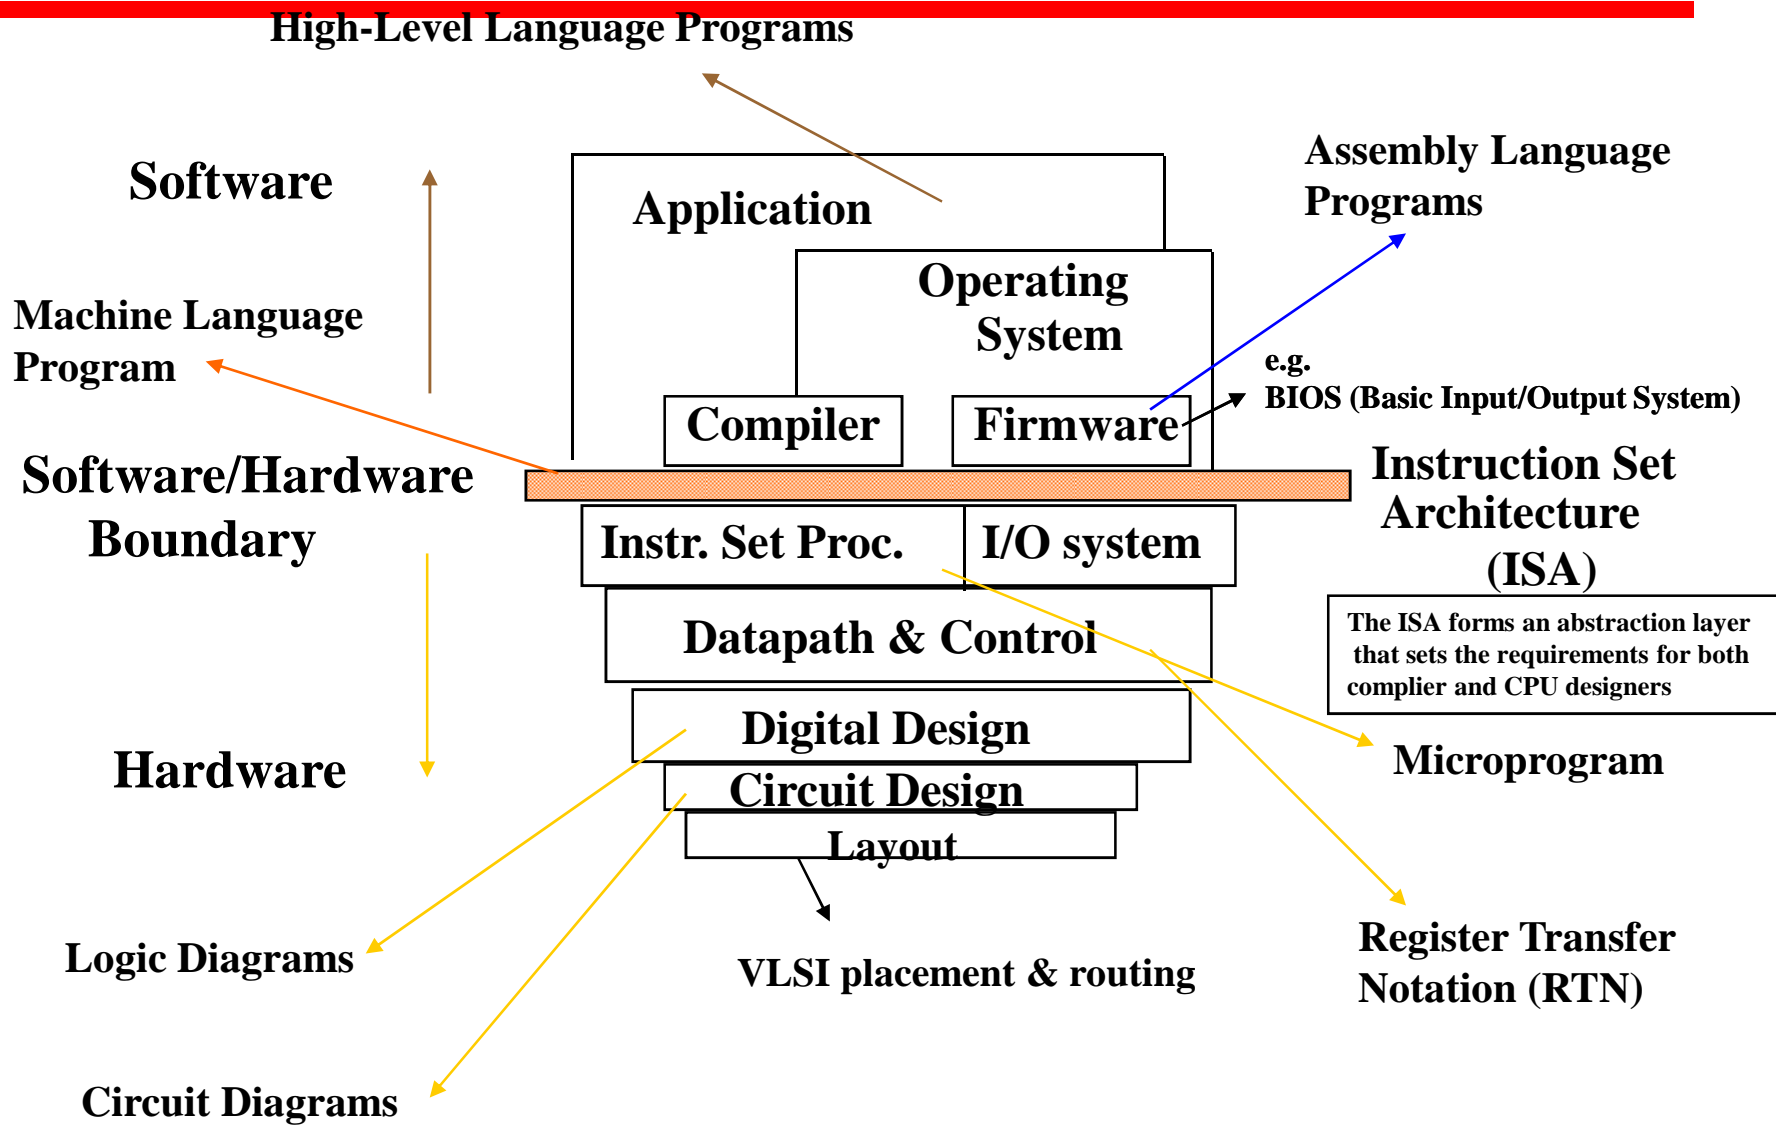 High-Level Language Programs
Assembly Language
Programs
Software
Application
Operating
System
Machine Language
Program
e.g.
BIOS (Basic Input/Output System)
Compiler
Firmware
Software/Hardware
Boundary
Instruction Set
Architecture
(ISA)
Instr. Set Proc.
I/O system
The ISA forms an abstraction layer
that sets the requirements for both
complier and CPU designers
Datapath & Control
Digital Design
Hardware
Microprogram
Circuit Design
Layout
Logic Diagrams
VLSI placement & routing
Register Transfer
Notation (RTN)
Circuit Diagrams